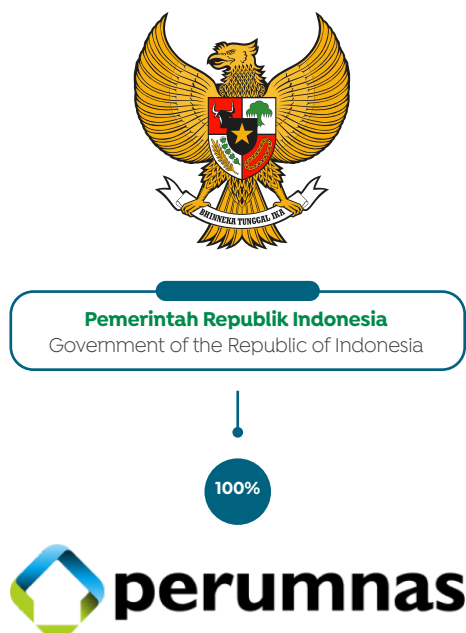 BHINNEKA TUNGGAL IKA
Pemerintah Republik Indonesia
Government of the Republic of Indonesia
100%
perumnas